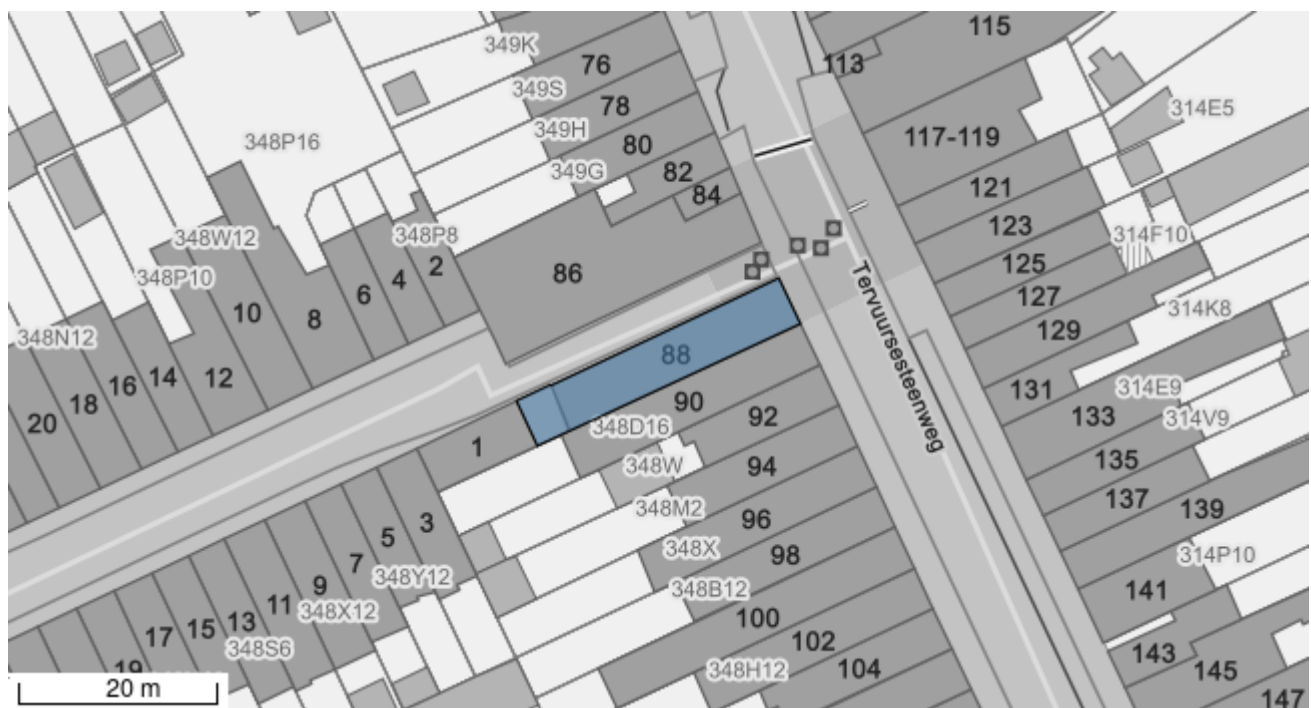 115
349K
76
113
349S
78
314E5
349H
80
117-119
348P16
349G
82
121
84
123
348W12
348P8
314F10
2
125
348P10
4
86
127
6
10
8
Tervuursesteenweg
314K8
129
348N12
88
16
14
12
131
314E9
18
90
133
314V9
20
348D16
92
1
135
348W
94
137
348M2
139
3
96
5
348X
7
98
314P10
348Y12
9
348B12
141
11
348X12
100
13
15
102
17
348S6
143
19
348H12
104
145
20 m
147